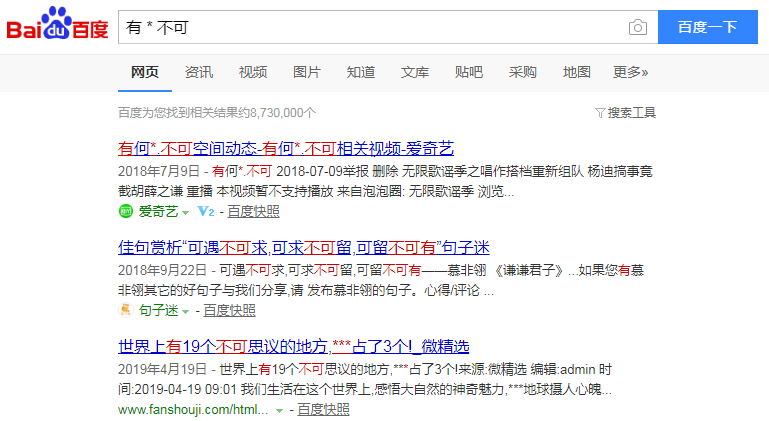 Bai du 百度 有 * 不可 百度一下
网页 资讯 视频 图片 知道 文库 贴吧 采购 地图 更多»
百度为您找到相关结果约8,730,000个 搜索工具
有何*.不可空间动态-有何*.不可相关视频-爱奇艺
2018年7月9日 - 有何*.不可 2018-07-09举报 删除 无限歌谣季之唱作搭档重新组队 杨迪搞事竟
截胡薛之谦 重播 本视频暂不支持播放 来自泡泡圈: 无限歌谣季 浏览...
爱奇艺 V2 - 百度快照
佳句赏析“可遇不可求,可求不可留,可留不可有”句子迷
2018年9月22日 - 可遇不可求,可求不可留,可留不可有——慕非翎 《谦谦君子》...如果您有慕
非翎其它的好句子与我们分享,请 发布慕非翎的句子。心得/评论 ...
句子迷 - 百度快照
世界上有19个不可思议的地方,***占了3个!_微精选
2019年4月19日 - 世界上有19个不可思议的地方,***占了3个!来源:微精选 编辑:admin 时
间:2019-04-19 09:01 我们生活在这个世界上,感悟大自然的神奇魅力,***地球摄人心魄...
www.fanshouji.com/html... - 百度快照